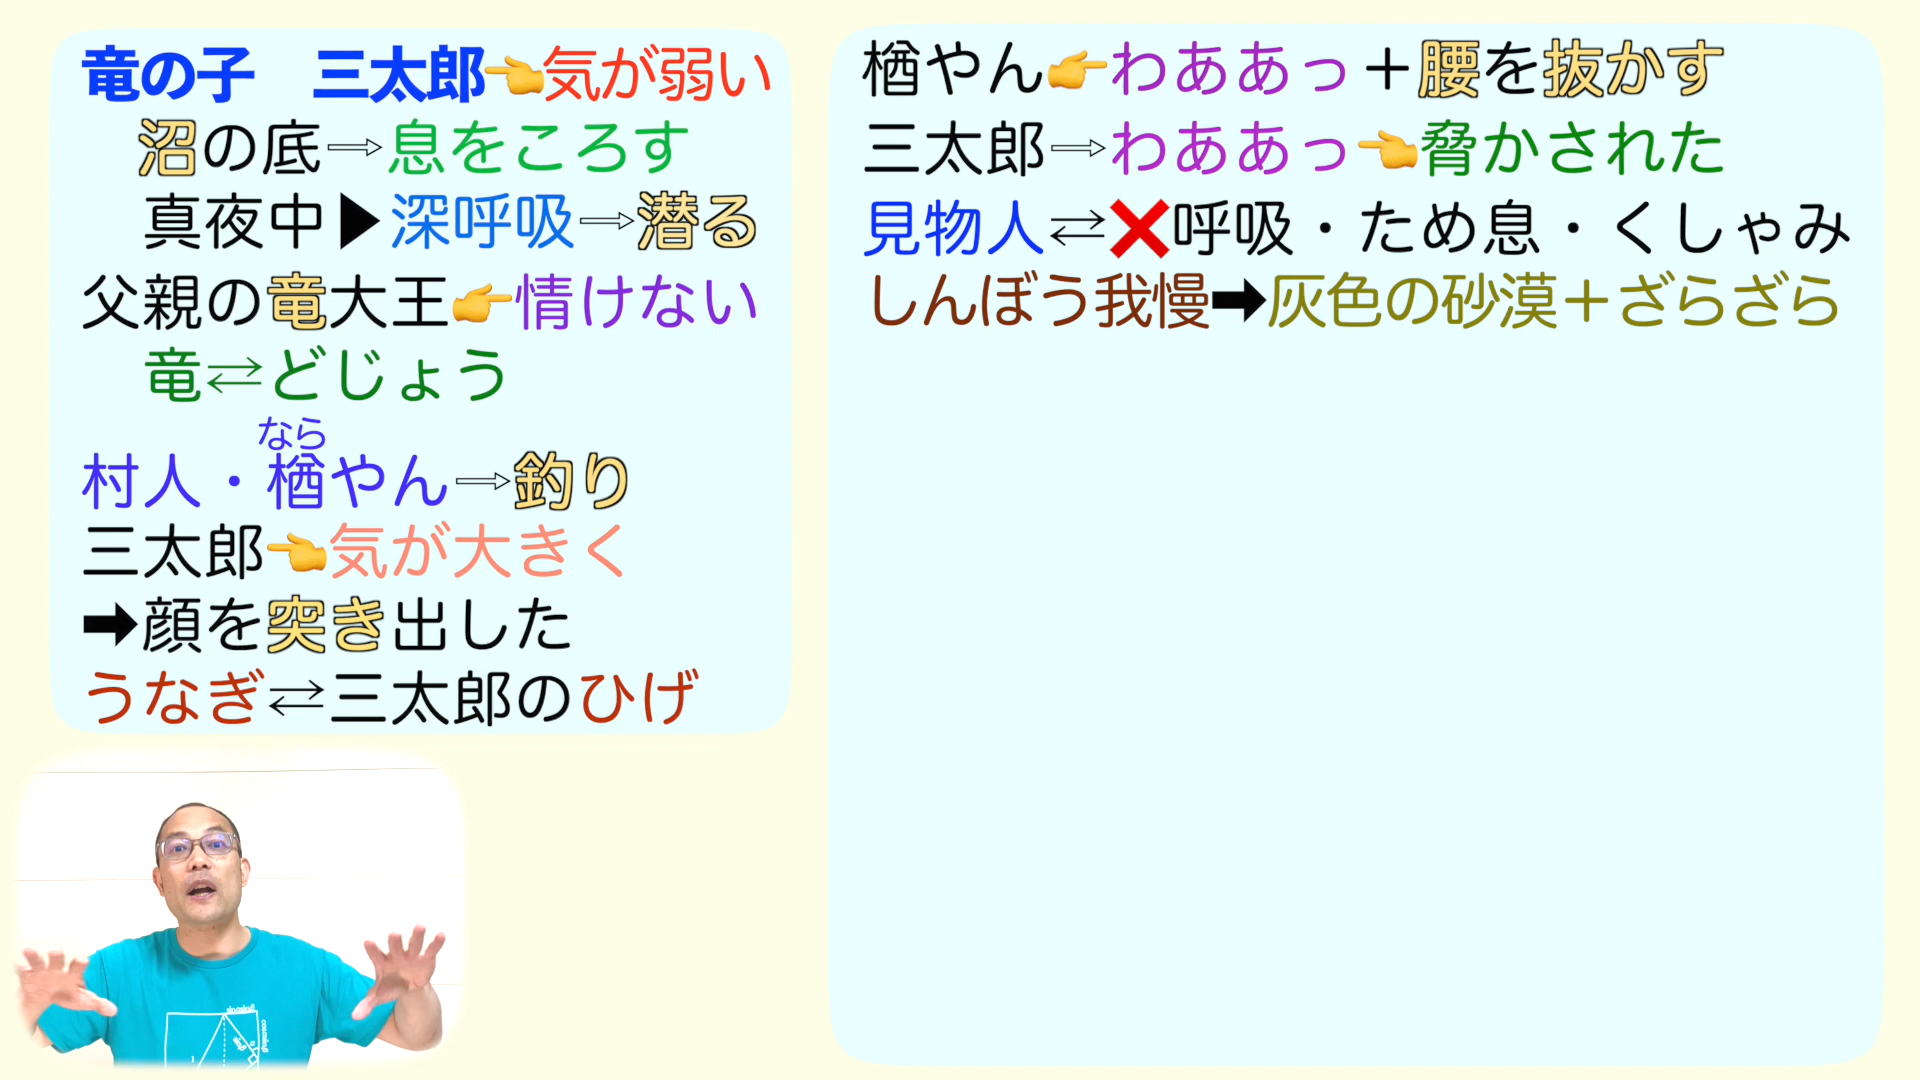 竜の子　三太郎👈気が弱い
沼の底⇨息をころす
真夜中▶深呼吸⇨潜る
父親の竜大王👉情けない
竜⇄どじょう
なら
村人・楢やん⇨釣り
三太郎👈気が大きく
➡顔を突き出した
うなぎ⇄三太郎のひげ
楢やん👉わああっ＋腰を抜かす
三太郎⇨わああっ👈脅かされた
見物人⇄❌呼吸・ため息・くしゃみ
しんぼう我慢➡灰色の砂漠＋ざらざら